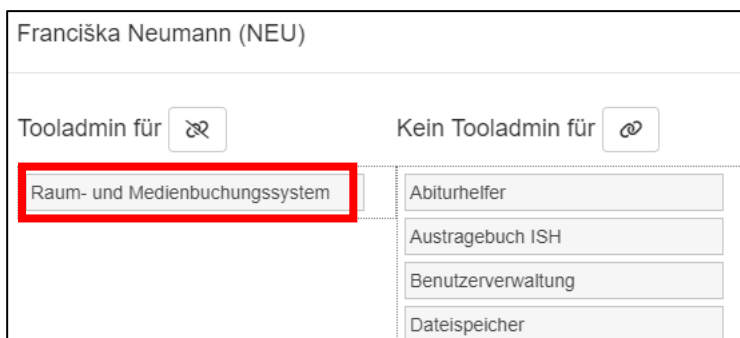 Franciška Neumann (NEU)
Tooladmin für
Kein Tooladmin für
Raum- und Medienbuchungssystem
Abiturhelfer
Austragebuch ISH
Benutzerverwaltung
Dateispeicher